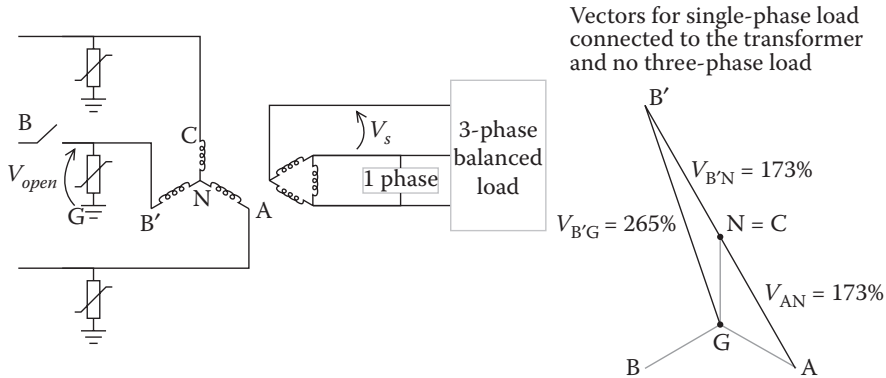 Vectors for single-phase load
connected to the transformer
and no three-phase load
B
V_open
G
C
N
B′
A
V_s
1 phase
3-phase
balanced
load
B′
V_B′N = 173%
V_B′G = 265%
N = C
V_AN = 173%
G
B
A